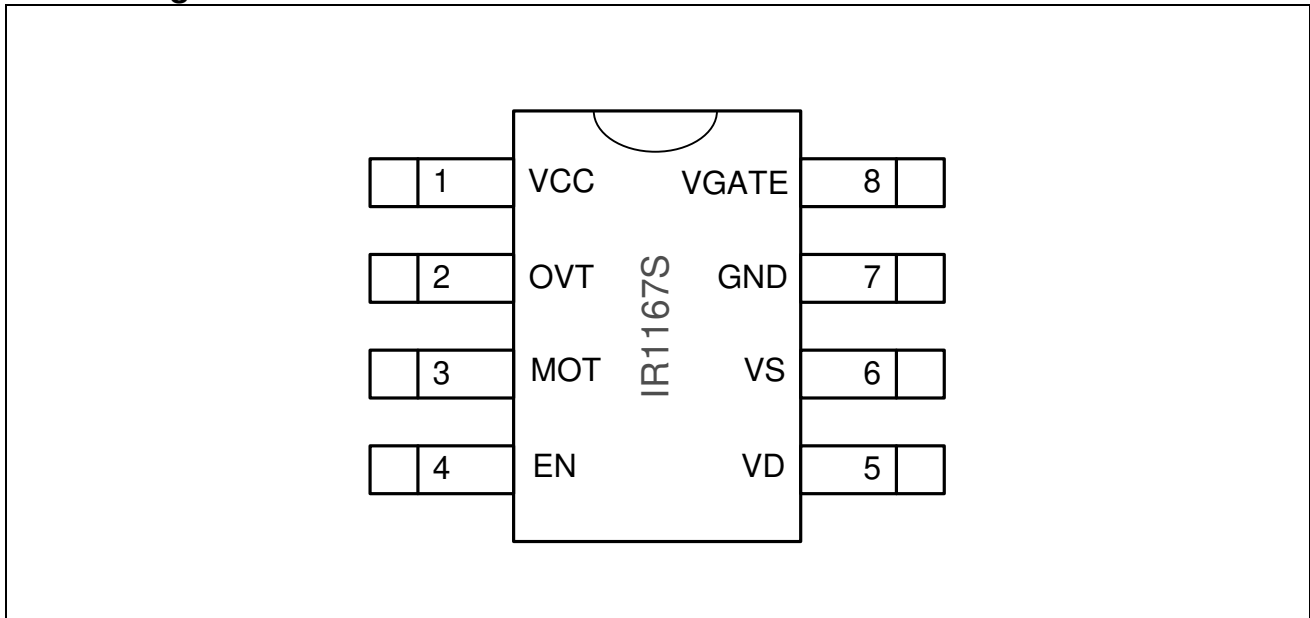 1 VCC VGATE 8
2 OVT GND 7
3 MOT VS 6
4 EN VD 5
IR1167S